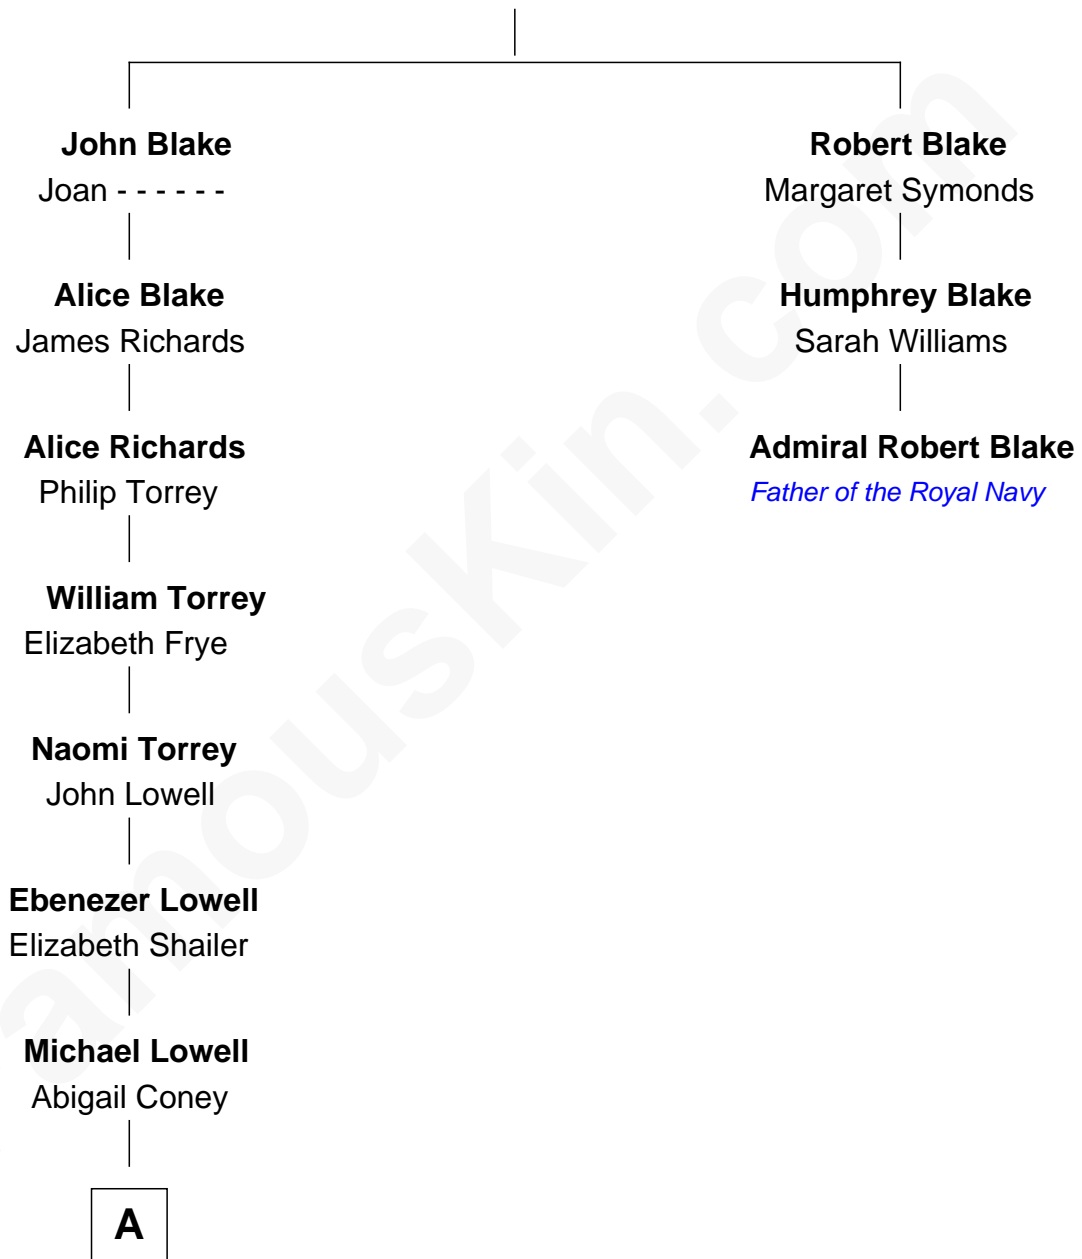 John Blake
Joan - - - - - -
Robert Blake
Margaret Symonds
Alice Blake
James Richards
Humphrey Blake
Sarah Williams
Alice Richards
Philip Torrey
Admiral Robert Blake
Father of the Royal Navy
William Torrey
Elizabeth Frye
Naomi Torrey
John Lowell
Ebenezer Lowell
Elizabeth Shailer
Michael Lowell
Abigail Coney
A
amouskin.com